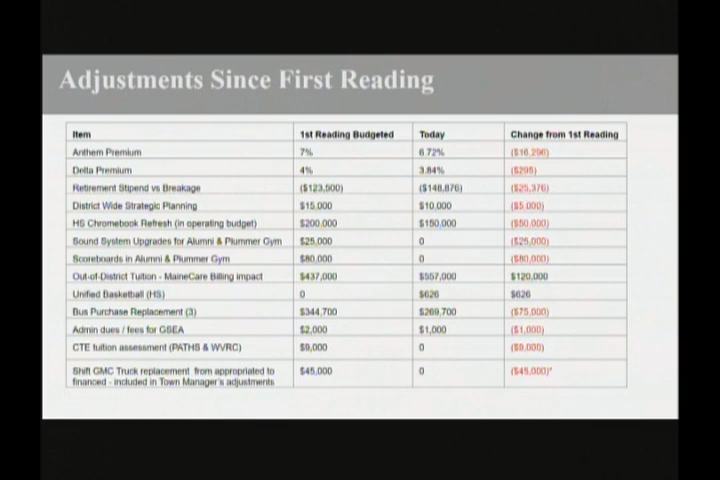 Adjustments Since First Reading
Item 1st Reading Budgeted Today Change from 1st Reading
Anthem Premium 7% 6.72% ($16,296)
Delta Premium 4% 3.84% ($295)
Retirement Stipend vs Breakage ($123,500) ($148,876) ($25,376)
District Wide Strategic Planning $15,000 $10,000 ($5,000)
HS Chromebook Refresh (in operating budget) $200,000 $150,000 ($50,000)
Sound System Upgrades for Alumni & Plummer Gym $25,000 0 ($25,000)
Scoreboards in Alumni & Plummer Gym $80,000 0 ($80,000)
Out-of-District Tuition - MaineCare Billing impact $437,000 $557,000 $120,000
Unified Basketball (HS) 0 $626 $626
Bus Purchase Replacement (3) $344,700 $269,700 ($75,000)
Admin dues / fees for GSEA $2,000 $1,000 ($1,000)
CTE tuition assessment (PATHS & WVRC) $9,000 0 ($9,000)
Shift GMC Truck replacement from appropriated to $45,000 0 ($45,000)*
financed - included in Town Manager's adjustments